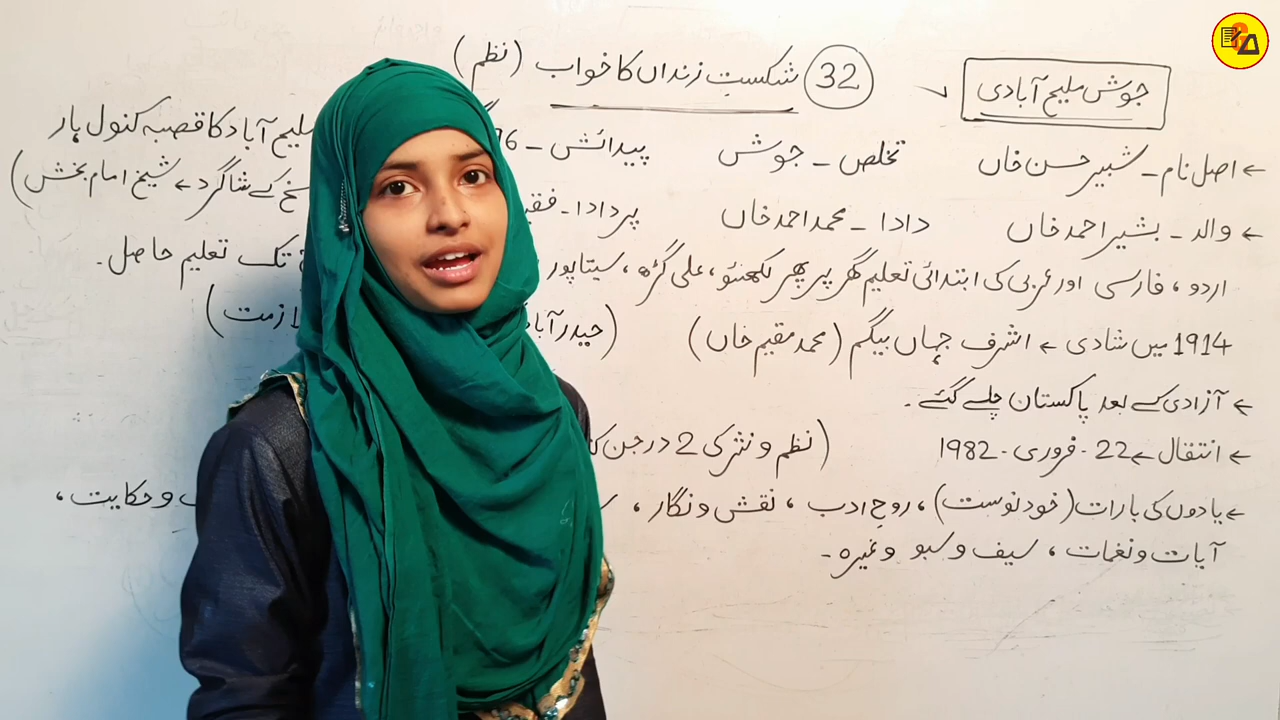 جوش ملیح آبادی
32 شکستِ زنداں کا خواب (نظم)
← اصل نام ۔ شبیر حسن خاں تخلص ۔ جوش پیدائش ۔ ملیح آباد کا قصبہ کنول ہار
← والد ۔ بشیر احمد خاں دادا ۔ محمد احمد خاں پردادا ۔ کے شاگرد ← شیخ امام بخش)
اردو، فارسی اور عربی کی ابتدائی تعلیم گھر پر پھر لکھنئو، علی گڑھ، سیتاپور تک تعلیم حاصل ۔
1914 میں شادی ← اشرف جہاں بیگم (محمد مقیم خاں) (حیدرآباد
← آزادی کے بعد پاکستان چلے گئے ۔
← انتقال ← 22 ۔ فروری ۔ 1982 (نظم و نثر کی 2 درجن
← یادوں کی بارات (خود نوست)، روحِ ادب، نقش و نگار، و حکایت،
آیات و نغمات، سیف و سبو وغیرہ ۔